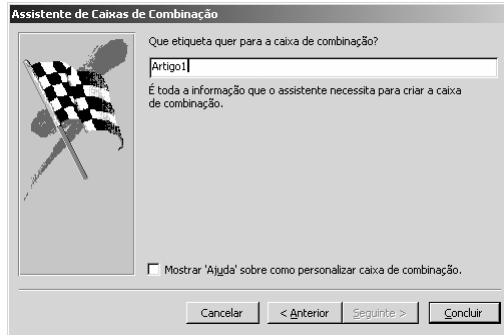 Assistente de Caixas de Combinação
Que etiqueta quer para a caixa de combinação?
Artigo1
É toda a informação que o assistente necessita para criar a caixa
de combinação.
Mostrar 'Ajuda' sobre como personalizar caixa de combinação.
Cancelar
< Anterior
Seguinte >
Concluir